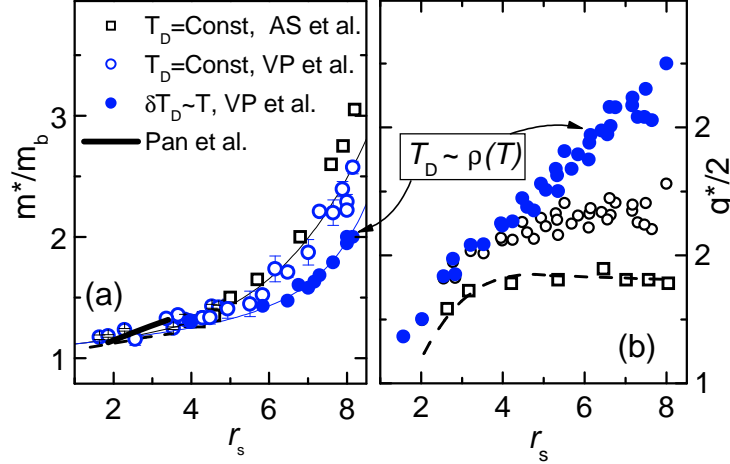 T_D=Const, AS et al.
T_D=Const, VP et al.
δT_D~T, VP et al.
Pan et al.
T_D ~ ρ(T)
m*/m_b
3
2
1
(a)
2
4
6
8
r_s
(b)
2
4
6
8
r_s
2
2
1
g*/2